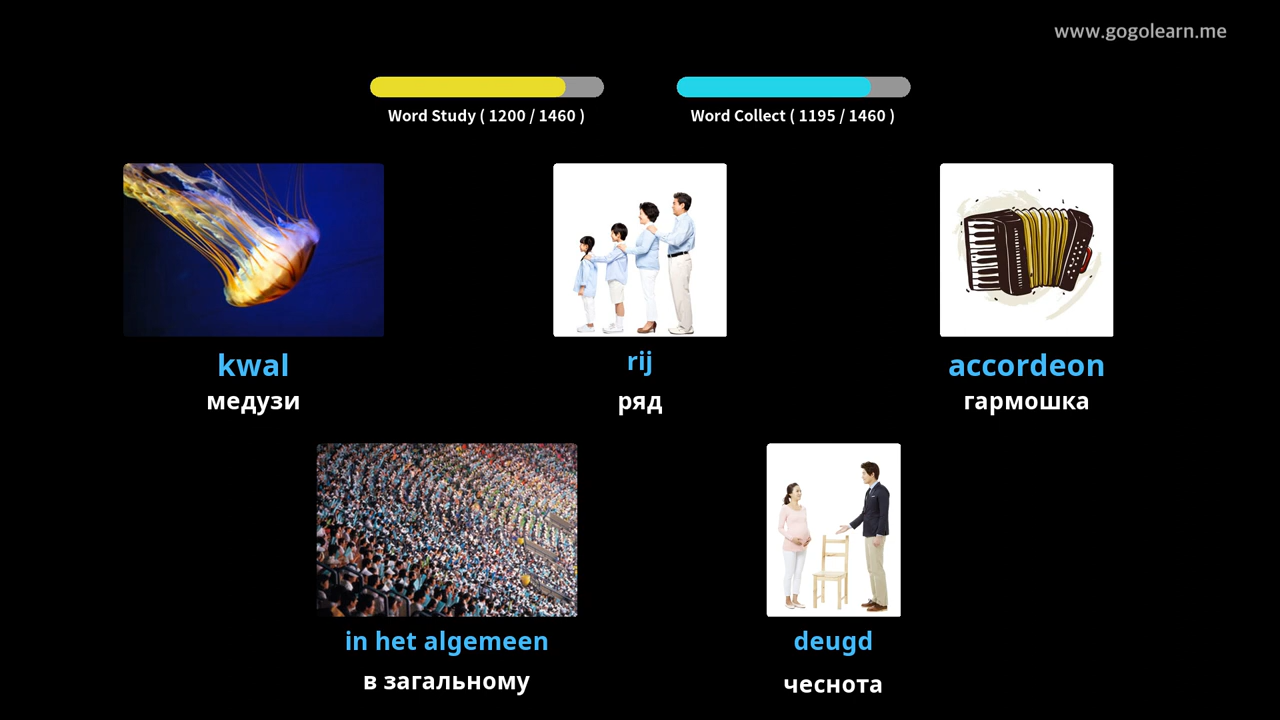 www.gogolearn.me
Word Study ( 1200 / 1460 )
Word Collect ( 1195 / 1460 )
kwal
медузи
rij
ряд
accordeon
гармошка
in het algemeen
в загальному
deugd
чеснота